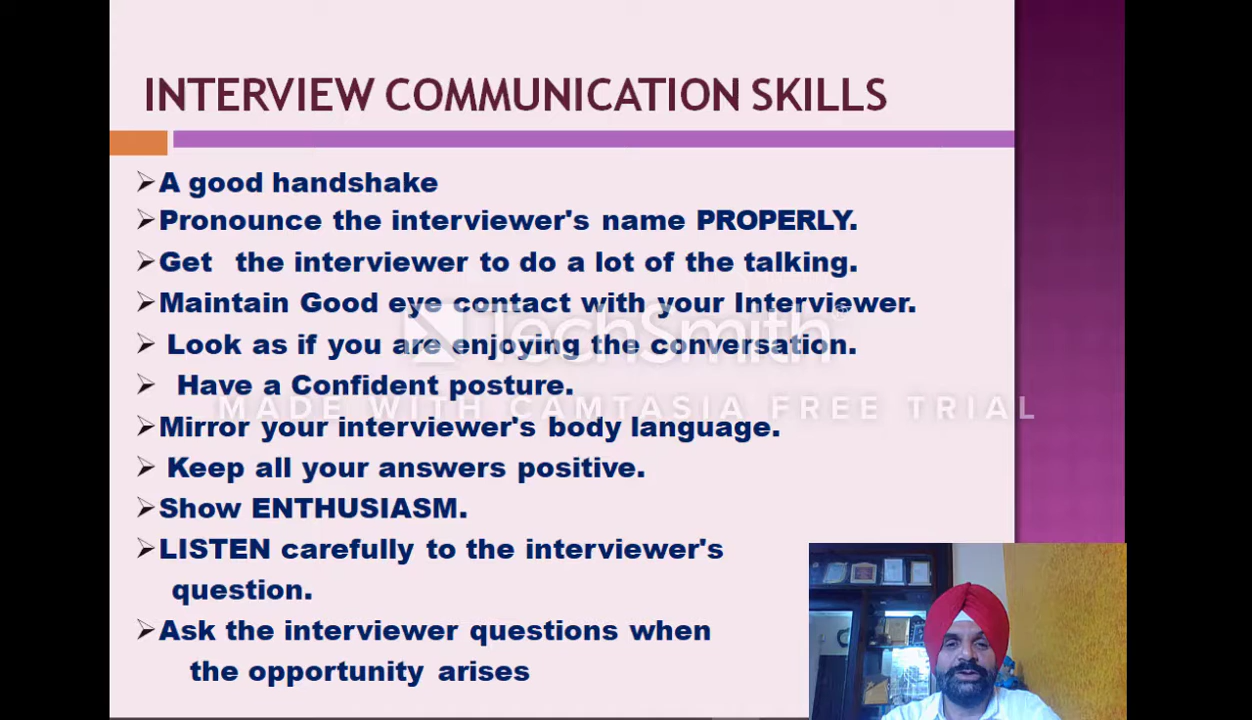 INTERVIEW COMMUNICATION SKILLS
➢A good handshake
➢Pronounce the interviewer's name PROPERLY.
➢Get the interviewer to do a lot of the talking.
➢Maintain Good eye contact with your Interviewer.
➢ Look as if you are enjoying the conversation.
TechSmith®
➢ Have a Confident posture.
MADE WITH CAMTASIA FREE TRIAL
➢Mirror your interviewer's body language.
➢ Keep all your answers positive.
➢Show ENTHUSIASM.
➢LISTEN carefully to the interviewer's
question.
➢Ask the interviewer questions when
the opportunity arises